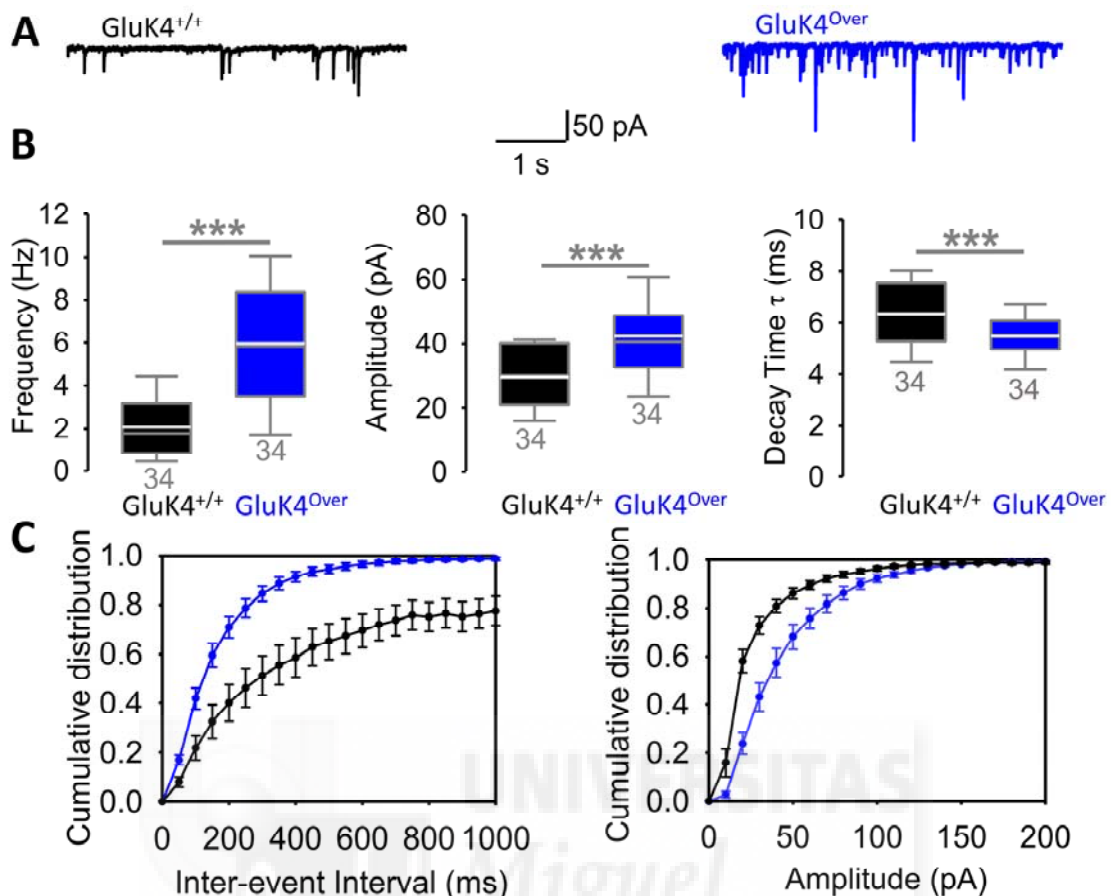 A
GluK4+/+
GluK4Over
50 pA
1 s
B
Frequency (Hz)
12
10
8
6
4
2
0
***
34
34
GluK4+/+ GluK4Over
Amplitude (pA)
80
60
40
20
0
***
34
34
GluK4+/+ GluK4Over
Decay Time τ (ms)
10
8
6
4
2
0
***
34
34
GluK4+/+ GluK4Over
C
Cumulative distribution
1.0
0.8
0.6
0.4
0.2
0.0
0 200 400 600 800 1000
Inter-event Interval (ms)
Cumulative distribution
1.0
0.8
0.6
0.4
0.2
0.0
0 50 100 150 200
Amplitude (pA)
UNIVERSITAS
Miguel